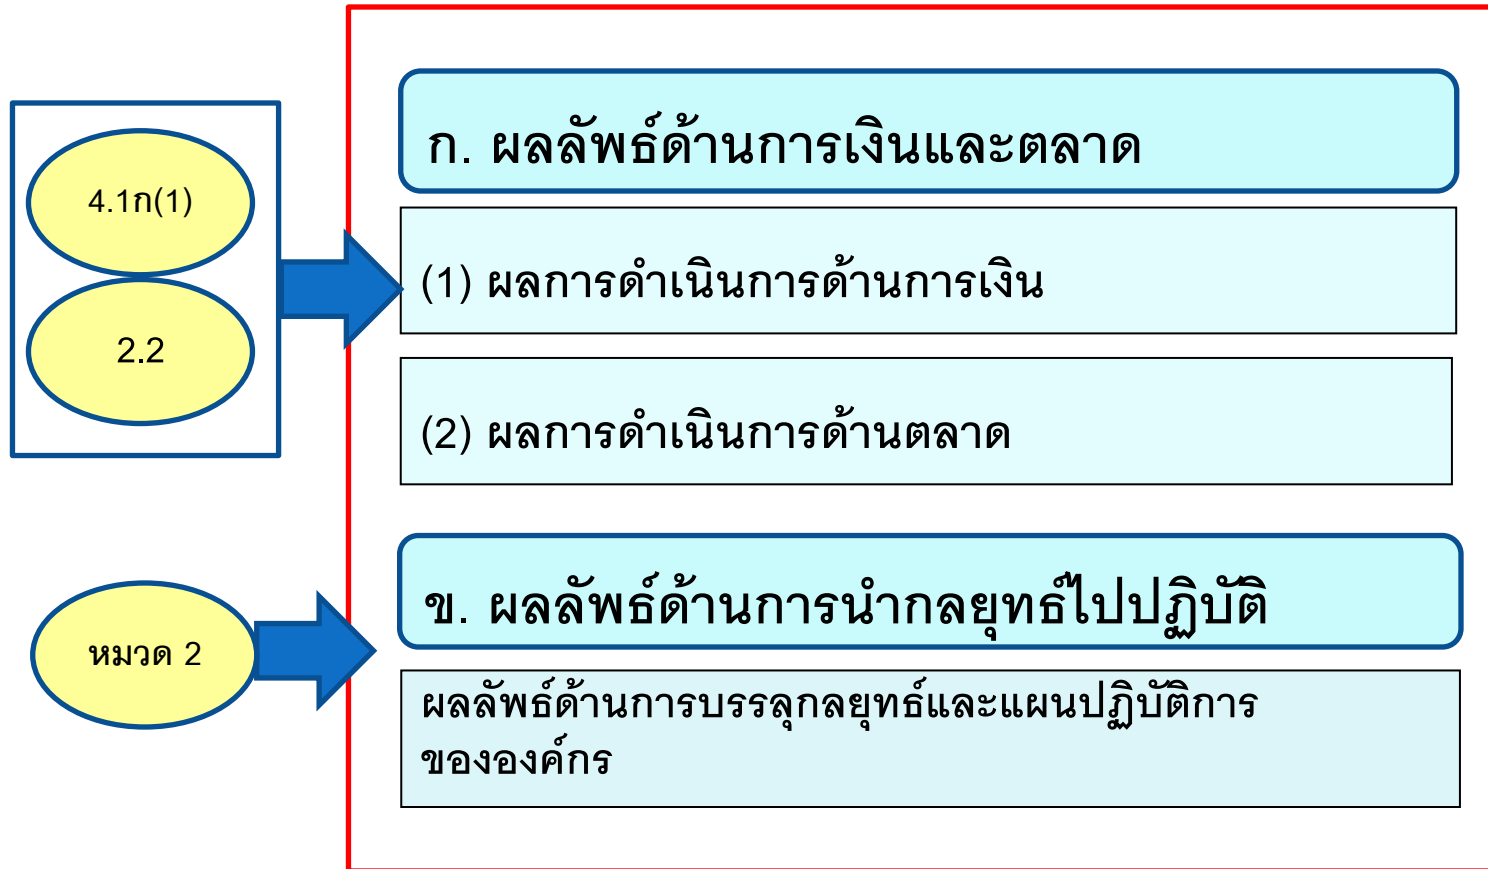 ก. ผลลัพธ์ด้านการเงินและตลาด
4.1ก(1)
(1) ผลการดำเนินการด้านการเงิน
2.2
(2) ผลการดำเนินการด้านตลาด
ข. ผลลัพธ์ด้านการนำกลยุทธ์ไปปฏิบัติ
หมวด 2
ผลลัพธ์ด้านการบรรลุกลยุทธ์และแผนปฏิบัติการ
ขององค์กร